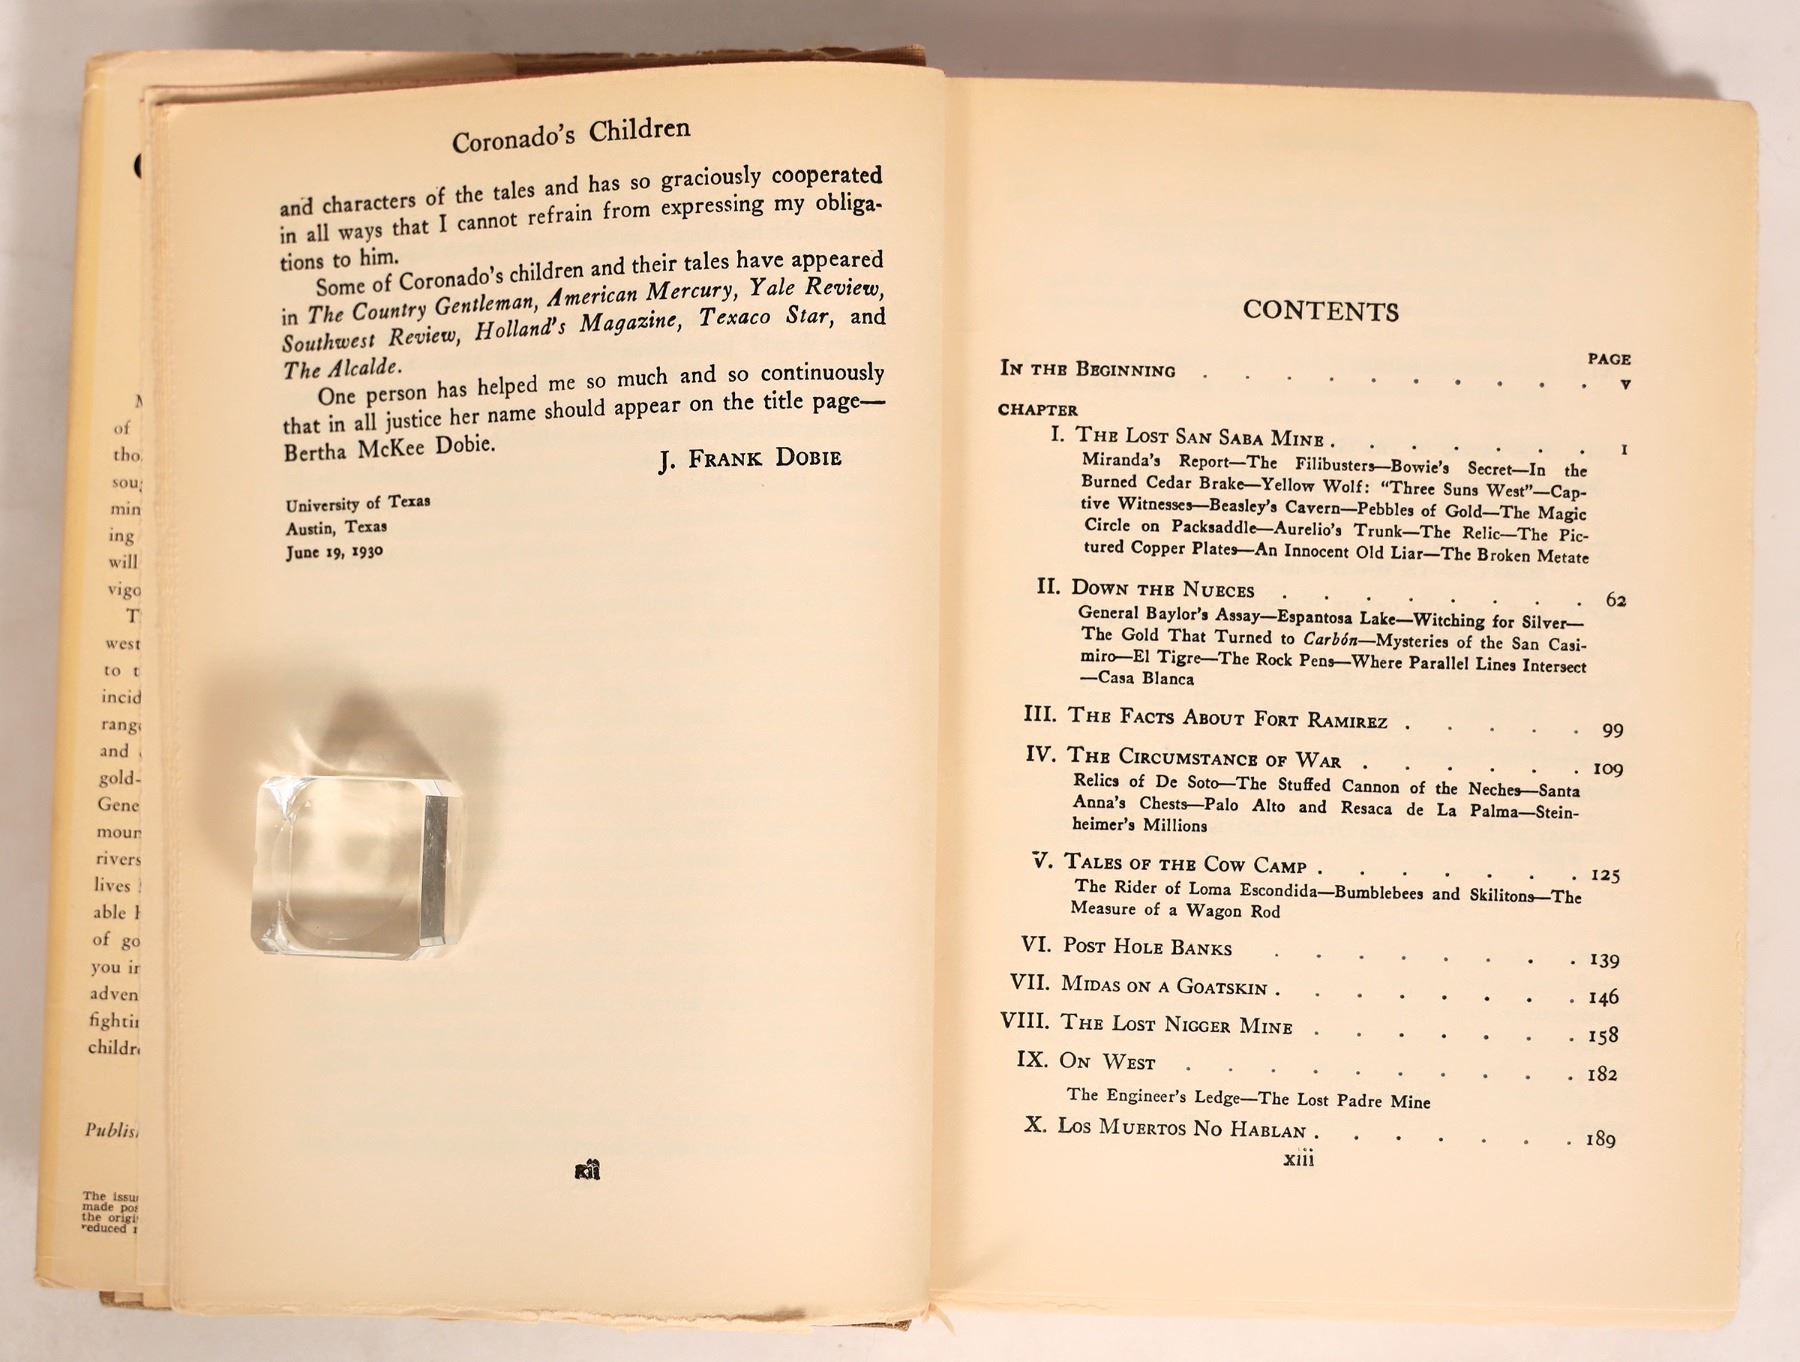 of
west
to t
and
gold-
Gene
rivers
lives
able h
of go
you in
Coronado's Children
and characters of the tales and has so graciously cooperated
in all ways that I cannot refrain from expressing my obliga-
tions to him.
Some of Coronado's children and their tales have appeared
in The Country Gentleman, American Mercury, Yale Review,
Southwest Review, Holland's Magazine, Texaco Star, and
The Alcalde.
One person has helped me so much and so continuously
that in all justice her name should appear on the title page—
Bertha McKee Dobie.
J. FRANK DOBIE
University of Texas
Austin, Texas
June 19, 1930
xii
CONTENTS
PAGE
IN THE BEGINNING . . . . . . . . . . v
CHAPTER
I. THE LOST SAN SABA MINE . . . . . . . 1
Miranda's Report—The Filibusters—Bowie's Secret—In the
Burned Cedar Brake—Yellow Wolf: "Three Suns West"—Cap-
tive Witnesses—Beasley's Cavern—Pebbles of Gold—The Magic
Circle on Packsaddle—Aurelio's Trunk—The Relic—The Pic-
tured Copper Plates—An Innocent Old Liar—The Broken Metate
II. DOWN THE NUECES . . . . . . . . 62
General Baylor's Assay—Espantosa Lake—Witching for Silver—
The Gold That Turned to Carbón—Mysteries of the San Casi-
miro—El Tigre—The Rock Pens—Where Parallel Lines Intersect
—Casa Blanca
III. THE FACTS ABOUT FORT RAMIREZ . . . . . 99
IV. THE CIRCUMSTANCE OF WAR . . . . . . 109
Relics of De Soto—The Stuffed Cannon of the Neches—Santa
Anna's Chests—Palo Alto and Resaca de La Palma—Stein-
heimer's Millions
V. TALES OF THE COW CAMP . . . . . . . 125
The Rider of Loma Escondida—Bumblebees and Skilitons—The
Measure of a Wagon Rod
VI. POST HOLE BANKS . . . . . . . . 139
VII. MIDAS ON A GOATSKIN . . . . . . . . 146
VIII. THE LOST NIGGER MINE . . . . . . . 158
IX. ON WEST . . . . . . . . . . 182
The Engineer's Ledge—The Lost Padre Mine
X. LOS MUERTOS NO HABLAN . . . . . . . 189
xiii